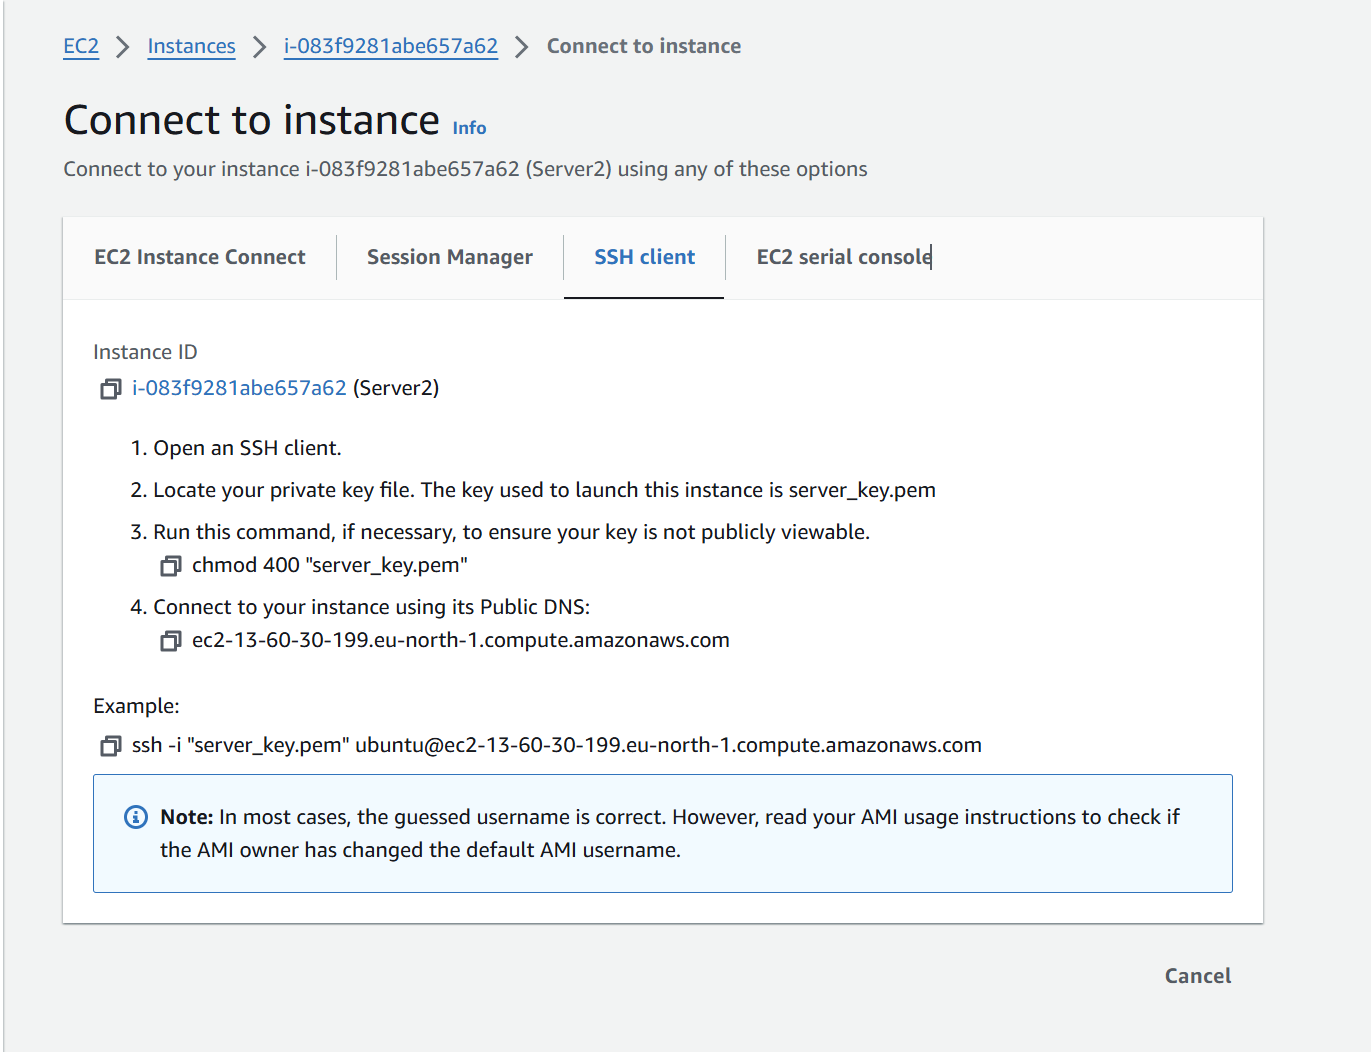 EC2 > Instances > i-083f9281abe657a62 > Connect to instance
Connect to instance Info
Connect to your instance i-083f9281abe657a62 (Server2) using any of these options
EC2 Instance Connect Session Manager SSH client EC2 serial console
Instance ID
i-083f9281abe657a62 (Server2)
1. Open an SSH client.
2. Locate your private key file. The key used to launch this instance is server_key.pem
3. Run this command, if necessary, to ensure your key is not publicly viewable.
chmod 400 "server_key.pem"
4. Connect to your instance using its Public DNS:
ec2-13-60-30-199.eu-north-1.compute.amazonaws.com
Example:
ssh -i "server_key.pem" ubuntu@ec2-13-60-30-199.eu-north-1.compute.amazonaws.com
Note: In most cases, the guessed username is correct. However, read your AMI usage instructions to check if
the AMI owner has changed the default AMI username.
Cancel